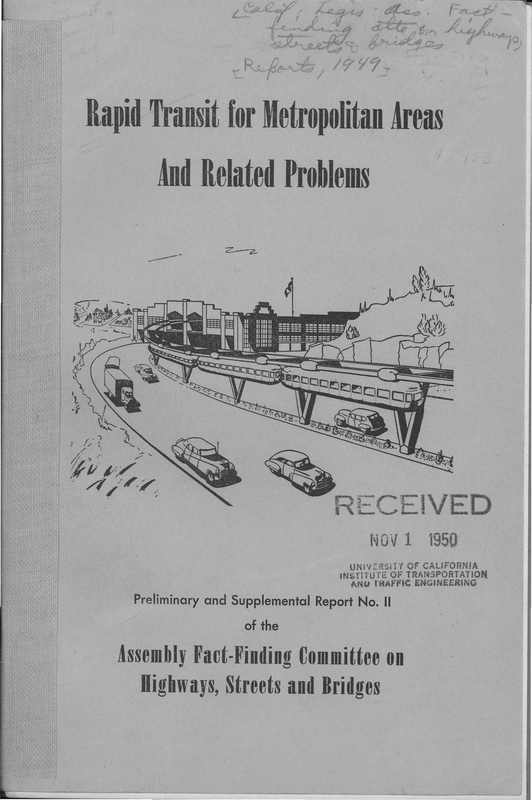 [Calif. Legis. Ass. Fact-
finding on highways,
streets & bridges
[Reports, 1949]
Rapid Transit for Metropolitan Areas
And Related Problems
RECEIVED
NOV 1 1950
UNIVERSITY OF CALIFORNIA
INSTITUTE OF TRANSPORTATION
AND TRAFFIC ENGINEERING
Preliminary and Supplemental Report No. II
of the
Assembly Fact-Finding Committee on
Highways, Streets and Bridges